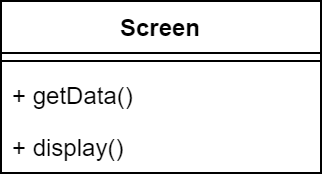 Screen
+ getData()
+ display()